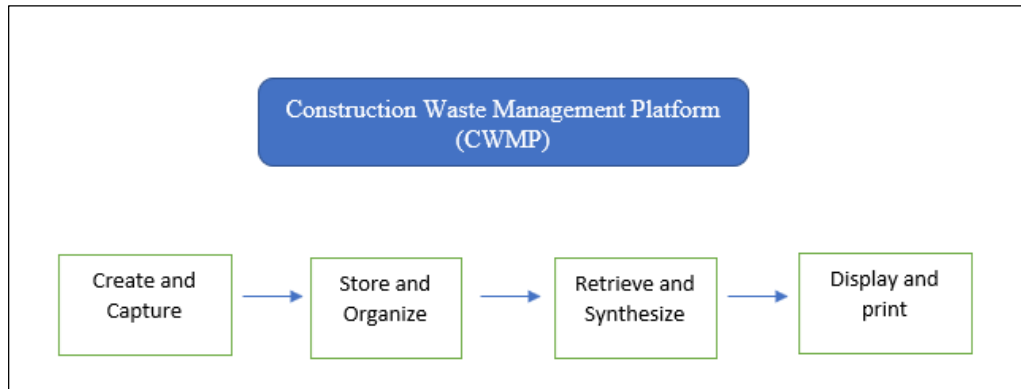 Construction Waste Management Platform
(CWMP)
Create and
Capture
Store and
Organize
Retrieve and
Synthesize
Display and
print